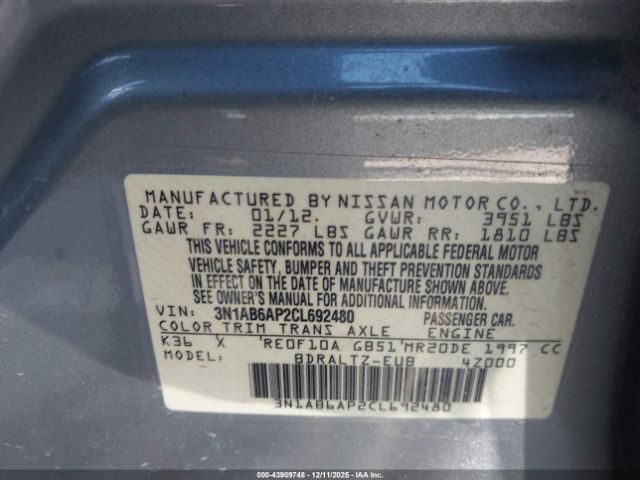 MANUFACTURED BY NISSAN MOTOR CO., LTD.
DATE: 01/12. GVWR: 3951 LBS
GAWR FR: 2227 LBS GAWR RR: 1810 LBS
THIS VEHICLE CONFORMS TO ALL APPLICABLE FEDERAL MOTOR
VEHICLE SAFETY, BUMPER AND THEFT PREVENTION STANDARDS
IN EFFECT ON THE DATE OF MANUFACTURE SHOWN ABOVE.
SEE OWNER'S MANUAL FOR ADDITIONAL INFORMATION.
VIN: 3N1AB6AP2CL692480 PASSENGER CAR.
COLOR TRIM TRANS AXLE ENGINE
K36 X RE0F10A GB51 MR20DE 1997 CC
MODEL: BDRALTZ-EUB 4Z000
3N1AB6AP2CL692480
© 0-43909748 - 12/11/2025 - IAA Inc.